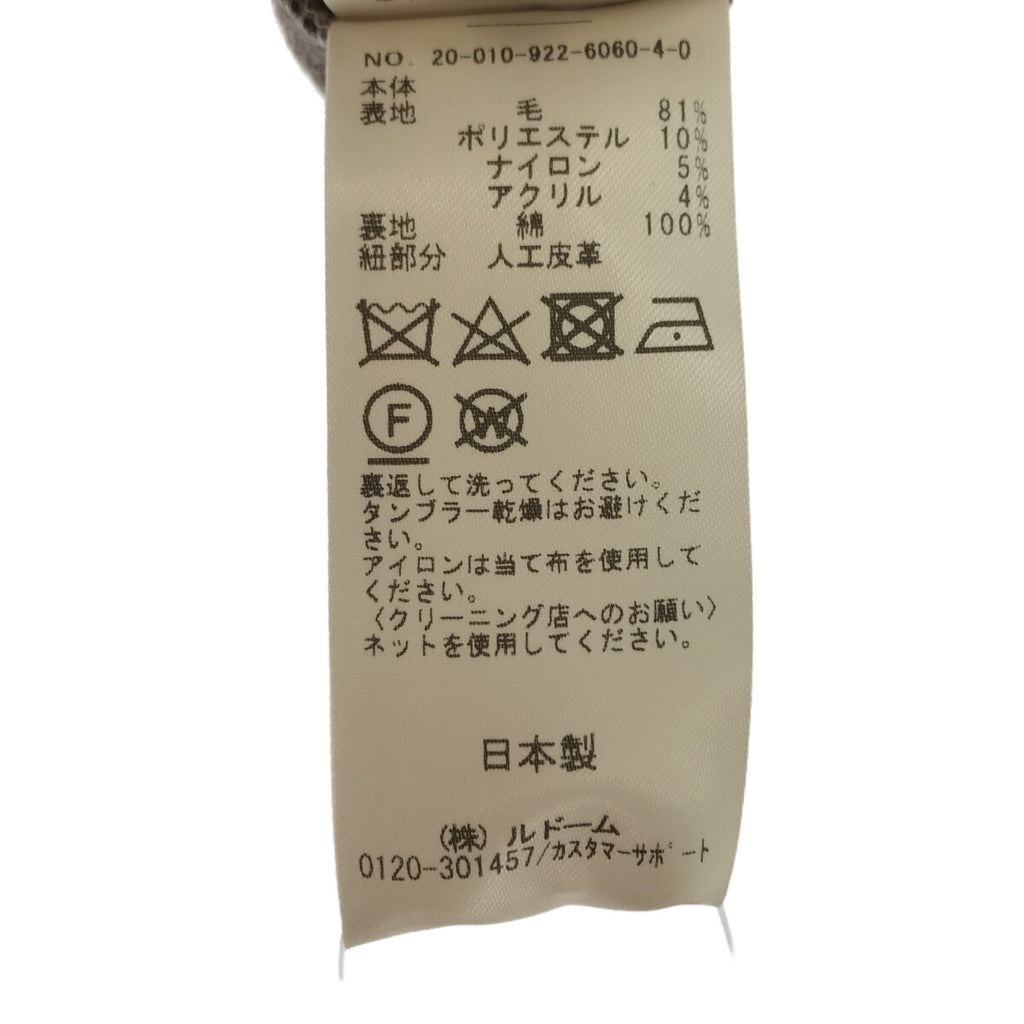 NO. 20-010-922-6060-4-0
本体
表地 毛 81%
ポリエステル 10%
ナイロン 5%
アクリル 4%
裏地 綿 100%
紐部分 人工皮革
F W
裏返して洗ってください。
タンブラー乾燥はお避けくだ
さい。
アイロンは当て布を使用して
ください。
〈クリーニング店へのお願い〉
ネットを使用してください。
日本製
(株) ルドーム
0120-301457/カスタマーサポート